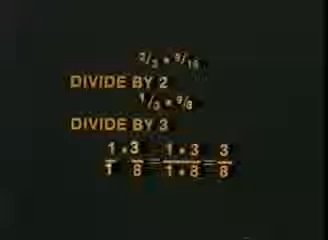 2/3 • 9/16
DIVIDE BY 2
1/3 • 9/8
DIVIDE BY 3
1/1 • 3/8 = 1 • 3/1 • 8 = 3/8